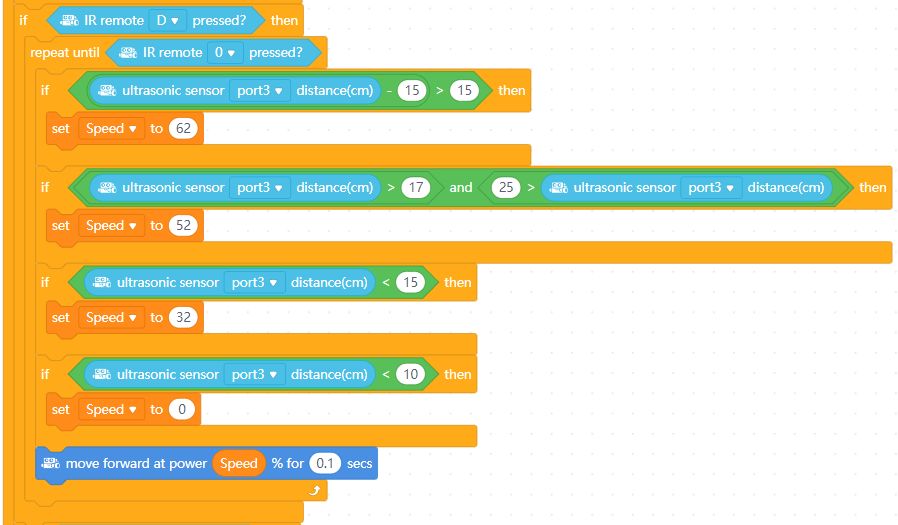 if IR remote D pressed? then
repeat until IR remote 0 pressed?
if ultrasonic sensor port3 distance(cm) - 15 > 15 then
set Speed to 62
if ultrasonic sensor port3 distance(cm) > 17 and 25 > ultrasonic sensor port3 distance(cm) then
set Speed to 52
if ultrasonic sensor port3 distance(cm) < 15 then
set Speed to 32
if ultrasonic sensor port3 distance(cm) < 10 then
set Speed to 0
move forward at power Speed % for 0.1 secs